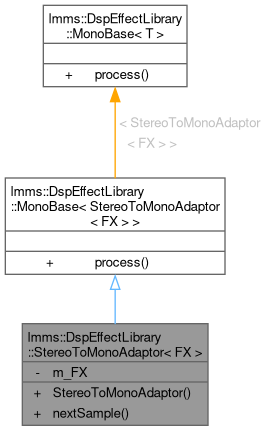 lmms::DspEffectLibrary
::MonoBase< T >
+ process()
< StereoToMonoAdaptor
< FX > >
lmms::DspEffectLibrary
::MonoBase< StereoToMonoAdaptor
< FX > >
+ process()
lmms::DspEffectLibrary
::StereoToMonoAdaptor< FX >
- m_FX
+ StereoToMonoAdaptor()
+ nextSample()